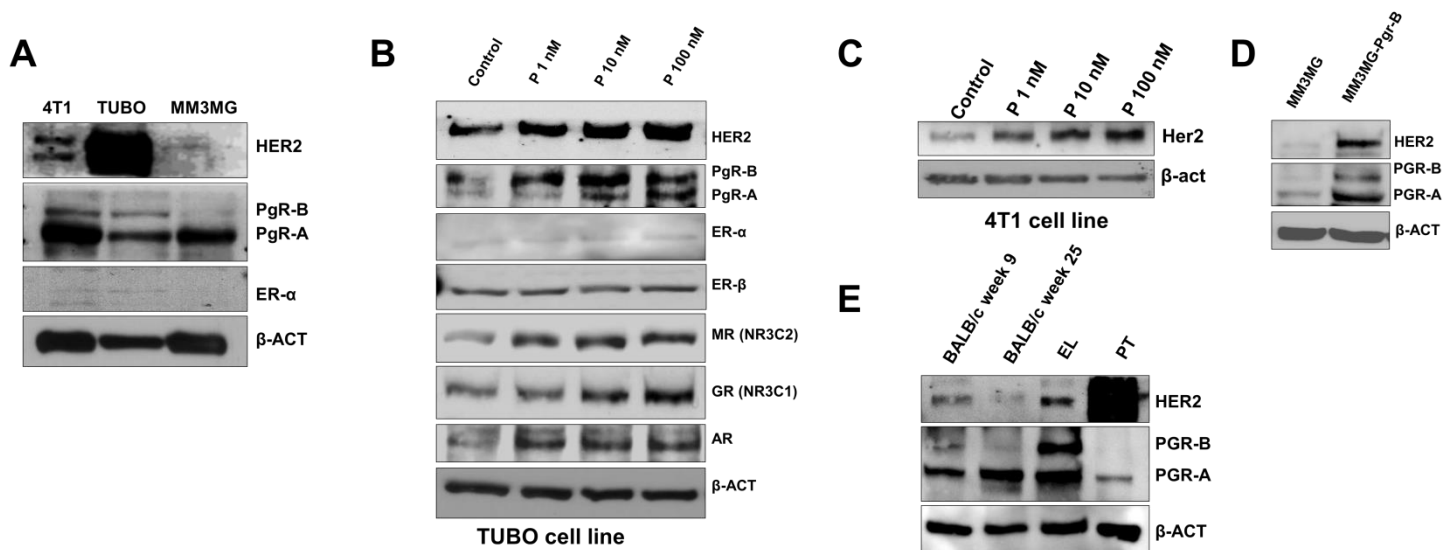 A
4T1 TUBO MM3MG
HER2
PgR-B
PgR-A
ER-α
β-ACT
B
Control P 1 nM P 10 nM P 100 nM
HER2
PgR-B
PgR-A
ER-α
ER-β
MR (NR3C2)
GR (NR3C1)
AR
β-ACT
TUBO cell line
C
Control P 1 nM P 10 nM P 100 nM
Her2
β-act
4T1 cell line
D
MM3MG MM3MG-Pgr-B
HER2
PGR-B
PGR-A
β-ACT
E
BALB/c week 9 BALB/c week 25 EL PT
HER2
PGR-B
PGR-A
β-ACT